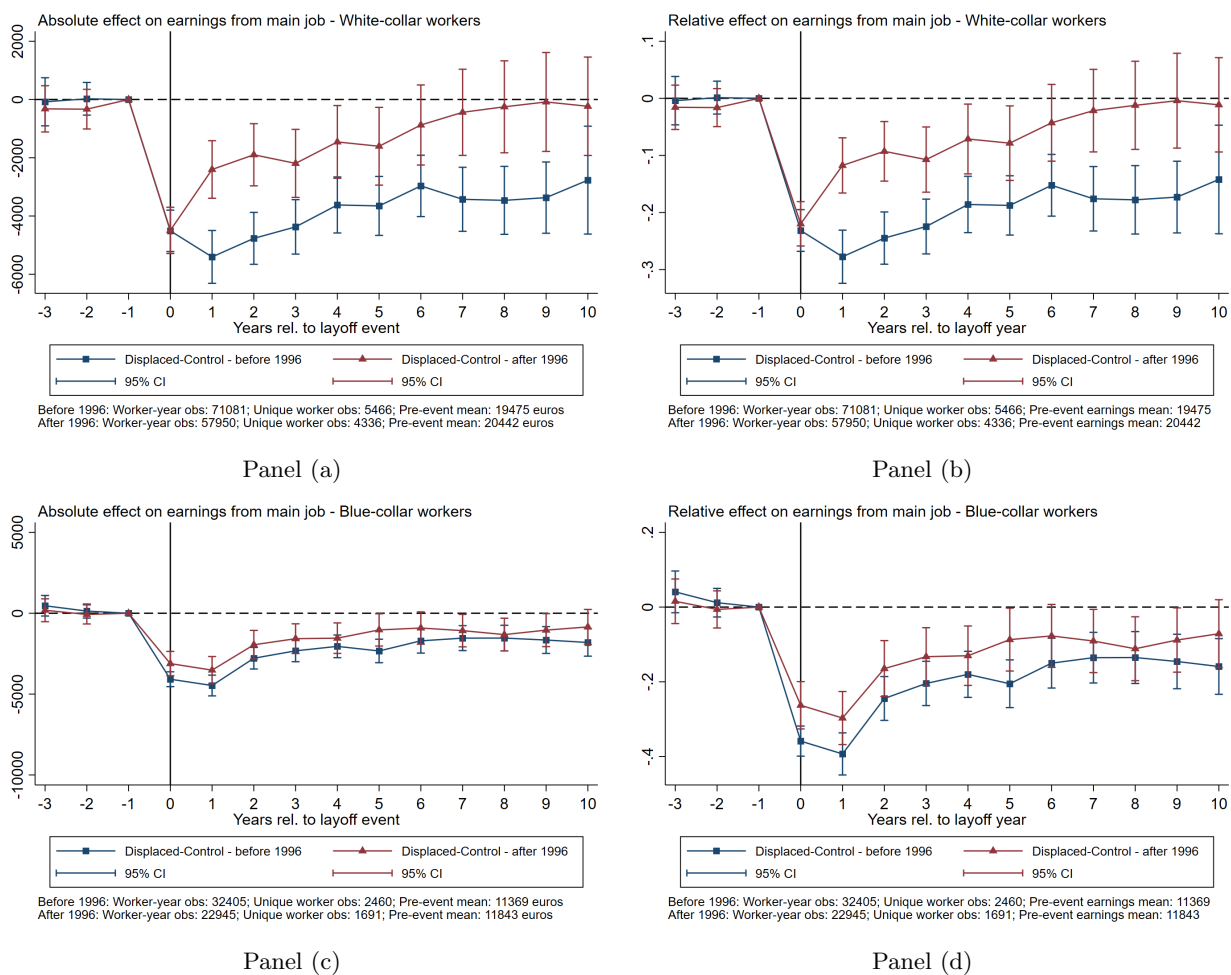 Absolute effect on earnings from main job - White-collar workers
2000
0
-2000
-4000
-6000
-3 -2 -1 0 1 2 3 4 5 6 7 8 9 10
Years rel. to layoff event
Displaced-Control - before 1996 Displaced-Control - after 1996
95% CI 95% CI
Before 1996: Worker-year obs: 71081; Unique worker obs: 5466; Pre-event mean: 19475 euros
After 1996: Worker-year obs: 57950; Unique worker obs: 4336; Pre-event mean: 20442 euros
Panel (a)
Relative effect on earnings from main job - White-collar workers
.1
0
-.1
-.2
-.3
-3 -2 -1 0 1 2 3 4 5 6 7 8 9 10
Years rel. to layoff year
Displaced-Control - before 1996 Displaced-Control - after 1996
95% CI 95% CI
Before 1996: Worker-year obs: 71081; Unique worker obs: 5466; Pre-event earnings mean: 19475
After 1996: Worker-year obs: 57950; Unique worker obs: 4336; Pre-event earnings mean: 20442
Panel (b)
Absolute effect on earnings from main job - Blue-collar workers
5000
0
-50000
-10000
-3 -2 -1 0 1 2 3 4 5 6 7 8 9 10
Years rel. to layoff event
Displaced-Control - before 1996 Displaced-Control - after 1996
95% CI 95% CI
Before 1996: Worker-year obs: 32405; Unique worker obs: 2460; Pre-event mean: 11369 euros
After 1996: Worker-year obs: 22945; Unique worker obs: 1691; Pre-event mean: 11843 euros
Panel (c)
Relative effect on earnings from main job - Blue-collar workers
.2
0
-.2
-.4
-3 -2 -1 0 1 2 3 4 5 6 7 8 9 10
Years rel. to layoff year
Displaced-Control - before 1996 Displaced-Control - after 1996
95% CI 95% CI
Before 1996: Worker-year obs: 32405; Unique worker obs: 2460; Pre-event earnings mean: 11369
After 1996: Worker-year obs: 22945; Unique worker obs: 1691; Pre-event earnings mean: 11843
Panel (d)